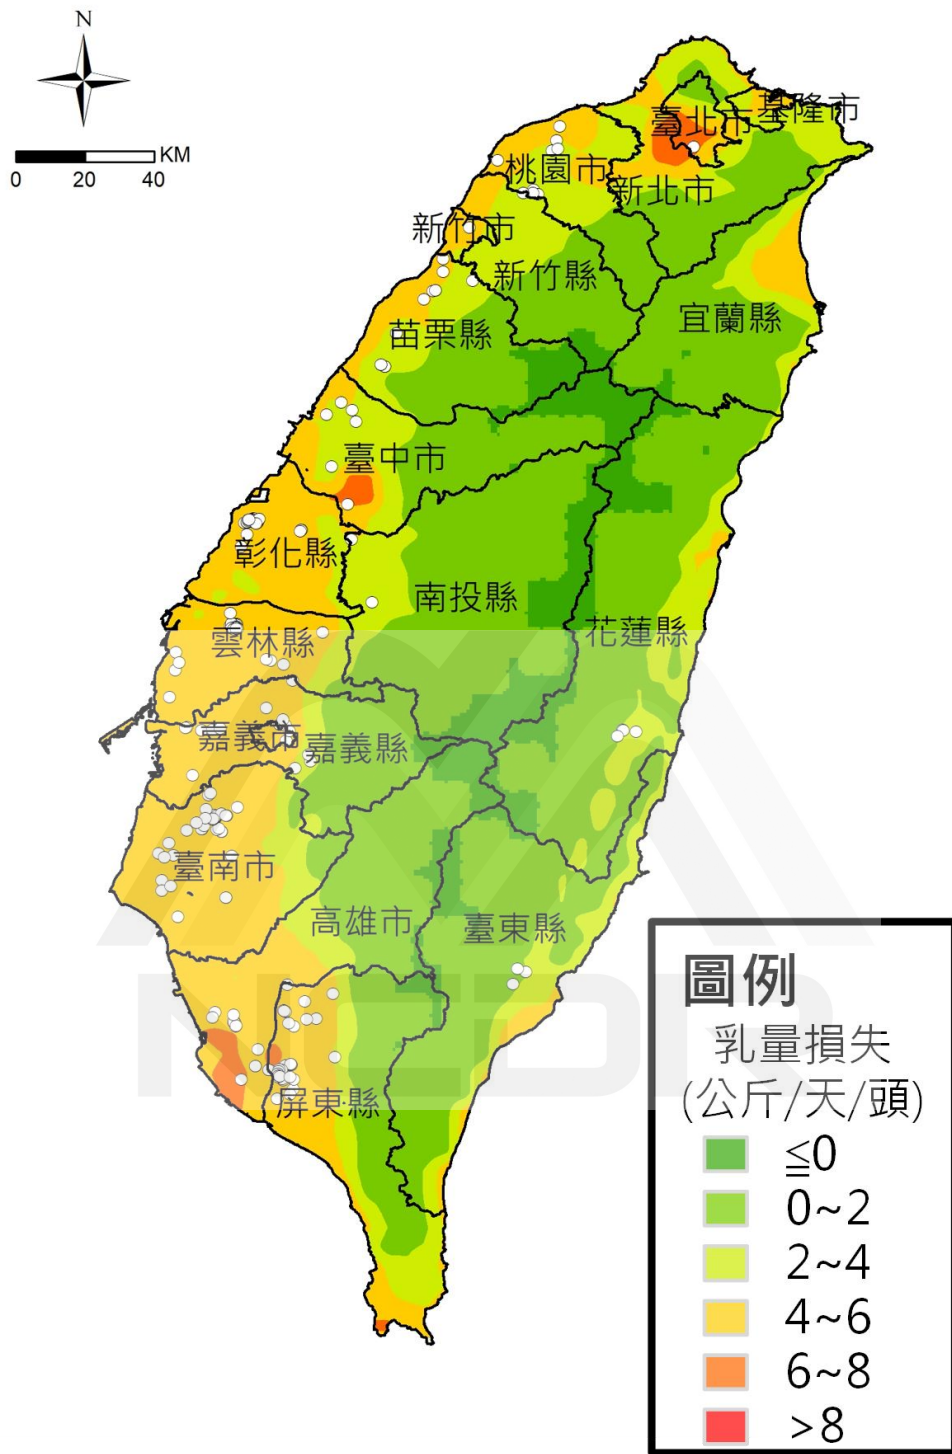 N
KM
0 20 40
基隆市
臺北市
桃園市
新北市
新竹市
新竹縣
宜蘭縣
苗栗縣
臺中市
彰化縣
南投縣
花蓮縣
雲林縣
嘉義市
嘉義縣
臺南市
高雄市
臺東縣
屏東縣
NCDR
圖例
乳量損失
(公斤/天/頭)
≦0
0~2
2~4
4~6
6~8
>8